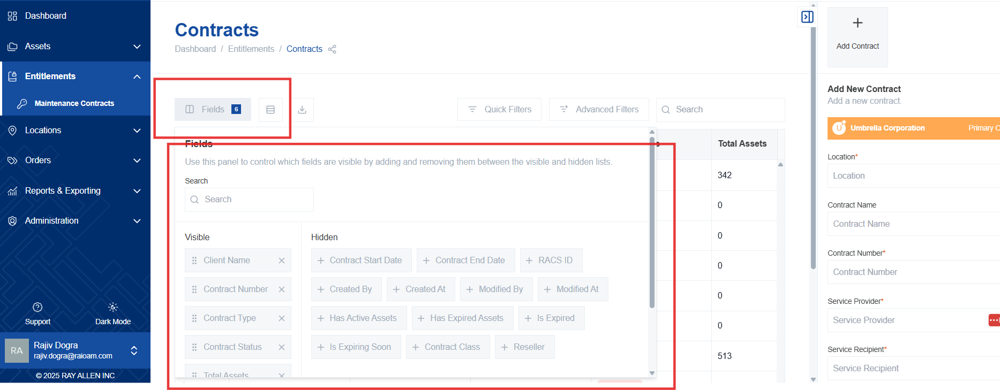 Dashboard
Assets
Entitlements
Maintenance Contracts
Locations
Orders
Reports & Exporting
Administration
Support
Dark Mode
RA
Rajiv Dogra
rajiv.dogra@raioam.com
© 2025 RAY ALLEN INC
Contracts
Dashboard / Entitlements / Contracts
Fields 6
Quick Filters
Advanced Filters
Search
Fields
Use this panel to control which fields are visible by adding and removing them between the visible and hidden lists.
Search
Search
Visible
Client Name
Contract Number
Contract Type
Contract Status
Total Assets
Hidden
Contract Start Date
Contract End Date
RACS ID
Created By
Created At
Modified By
Modified At
Has Active Assets
Has Expired Assets
Is Expired
Is Expiring Soon
Contract Class
Reseller
s
Total Assets
342
0
0
0
0
0
513
Add Contract
Add New Contract
Add a new contract.
U
Umbrella Corporation
Primary C
Location*
Location
Contract Name
Contract Name
Contract Number*
Contract Number
Service Provider*
Service Provider
Service Recipient*
Service Recipient